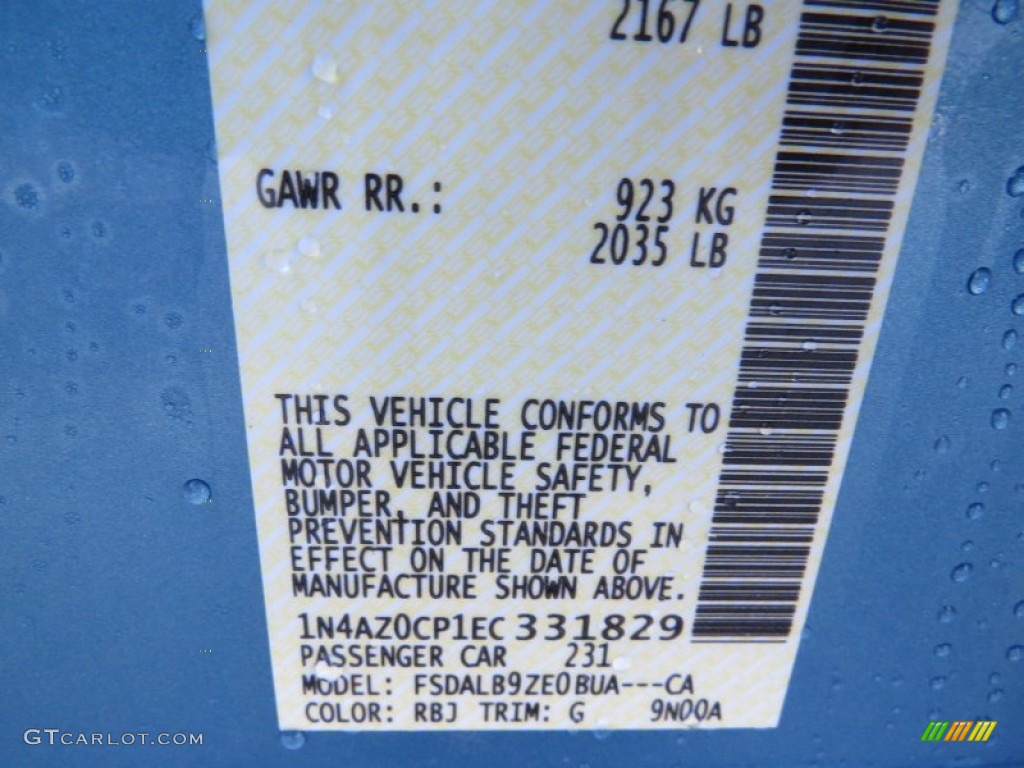 2167 LB
GAWR RR.: 923 KG
2035 LB
THIS VEHICLE CONFORMS TO
ALL APPLICABLE FEDERAL
MOTOR VEHICLE SAFETY,
BUMPER, AND THEFT
PREVENTION STANDARDS IN
EFFECT ON THE DATE OF
MANUFACTURE SHOWN ABOVE.
1N4AZ0CP1EC331829
PASSENGER CAR 231
MODEL: FSDALB9ZE0BUA---CA
COLOR: RBJ TRIM: G 9N00A
GTCARLOT.COM